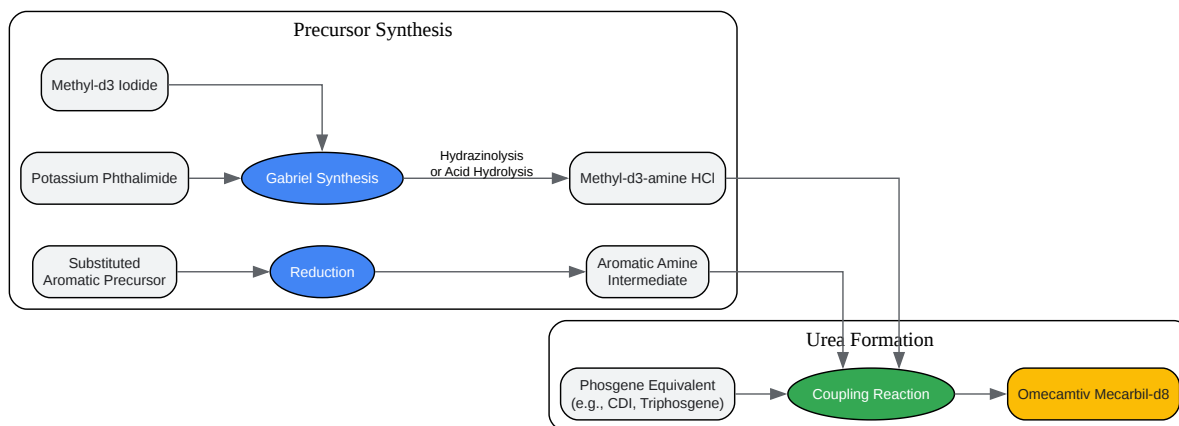 Precursor Synthesis
Methyl-d3 Iodide
Potassium Phthalimide
Gabriel Synthesis
Hydrazinolysis
or Acid Hydrolysis
Methyl-d3-amine HCl
Substituted
Aromatic Precursor
Reduction
Aromatic Amine
Intermediate
Urea Formation
Phosgene Equivalent
(e.g., CDI, Triphosgene)
Coupling Reaction
Omecamtiv Mecarbil-d8